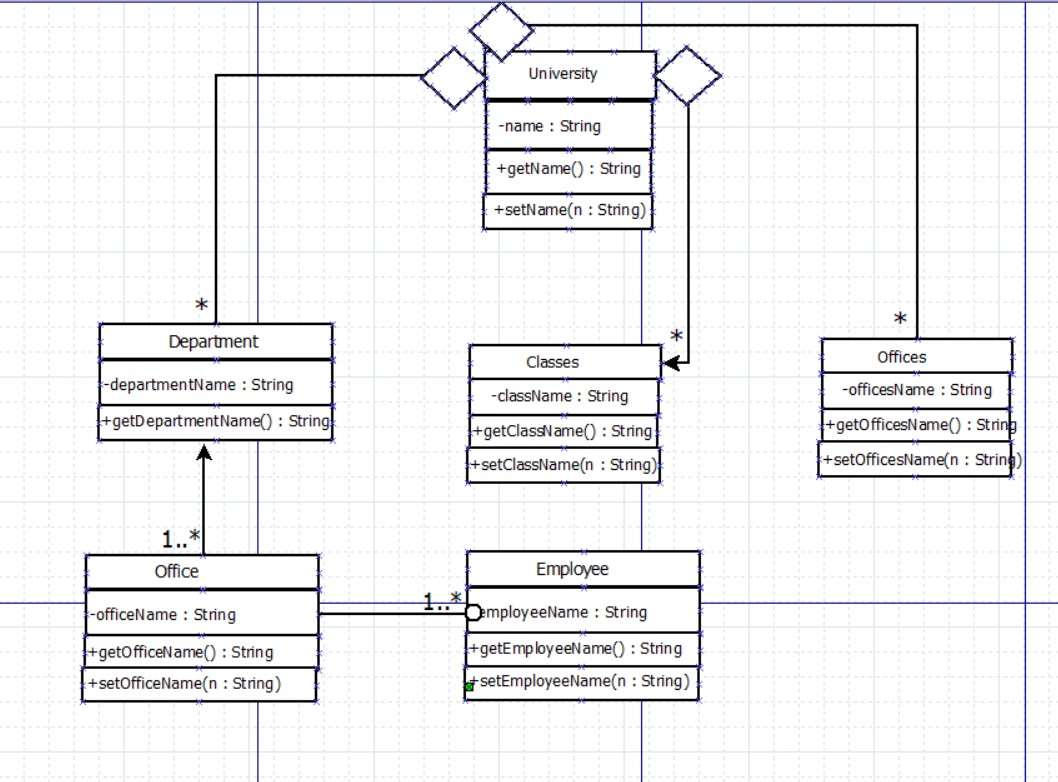 University
-name : String
+getName() : String
+setName(n : String)
*
Department
-departmentName : String
+getDepartmentName() : String
*
Classes
-className : String
+getClassName() : String
+setClassName(n : String)
*
Offices
-officesName : String
+getOfficesName() : String
+setOfficesName(n : String)
1..*
Office
-officeName : String
+getOfficeName() : String
+setOfficeName(n : String)
1..*
Employee
employeeName : String
+getEmployeeName() : String
+setEmployeeName(n : String)